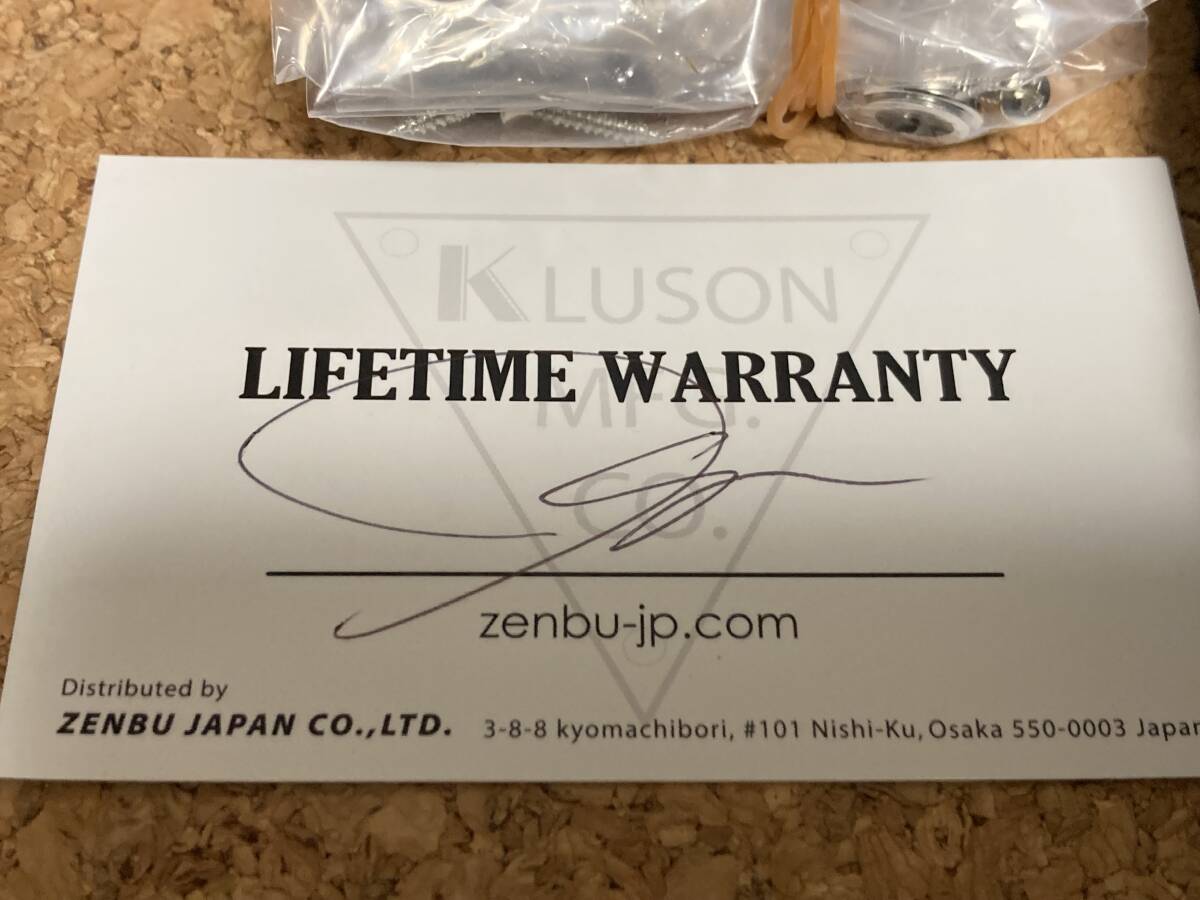 KLUSON
LIFETIME WARRANTY
MFG.
CO.
zenbu-jp.com
Distributed by
ZENBU JAPAN CO.,LTD. 3-8-8 kyomachibori, #101 Nishi-Ku, Osaka 550-0003 Japan